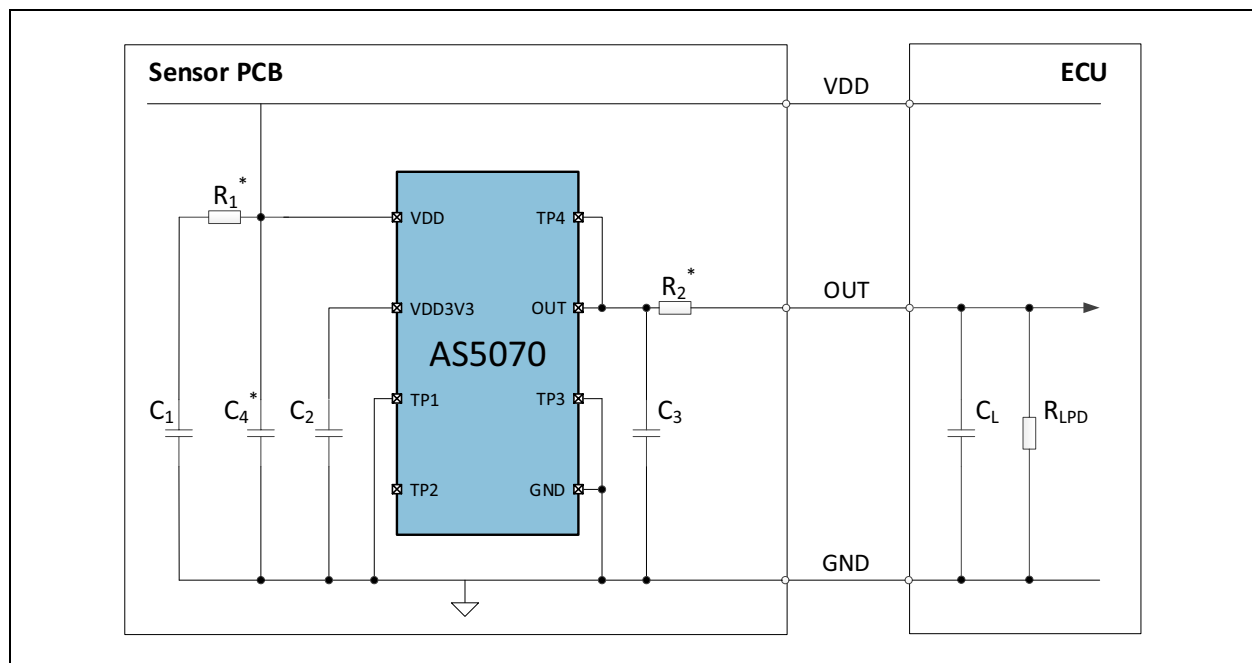 Sensor PCB
ECU
VDD
R1*
VDD
TP4
VDD3V3
OUT
R2*
OUT
AS5070
C1
C4*
C2
TP1
TP3
C3
CL
RLPD
TP2
GND
GND